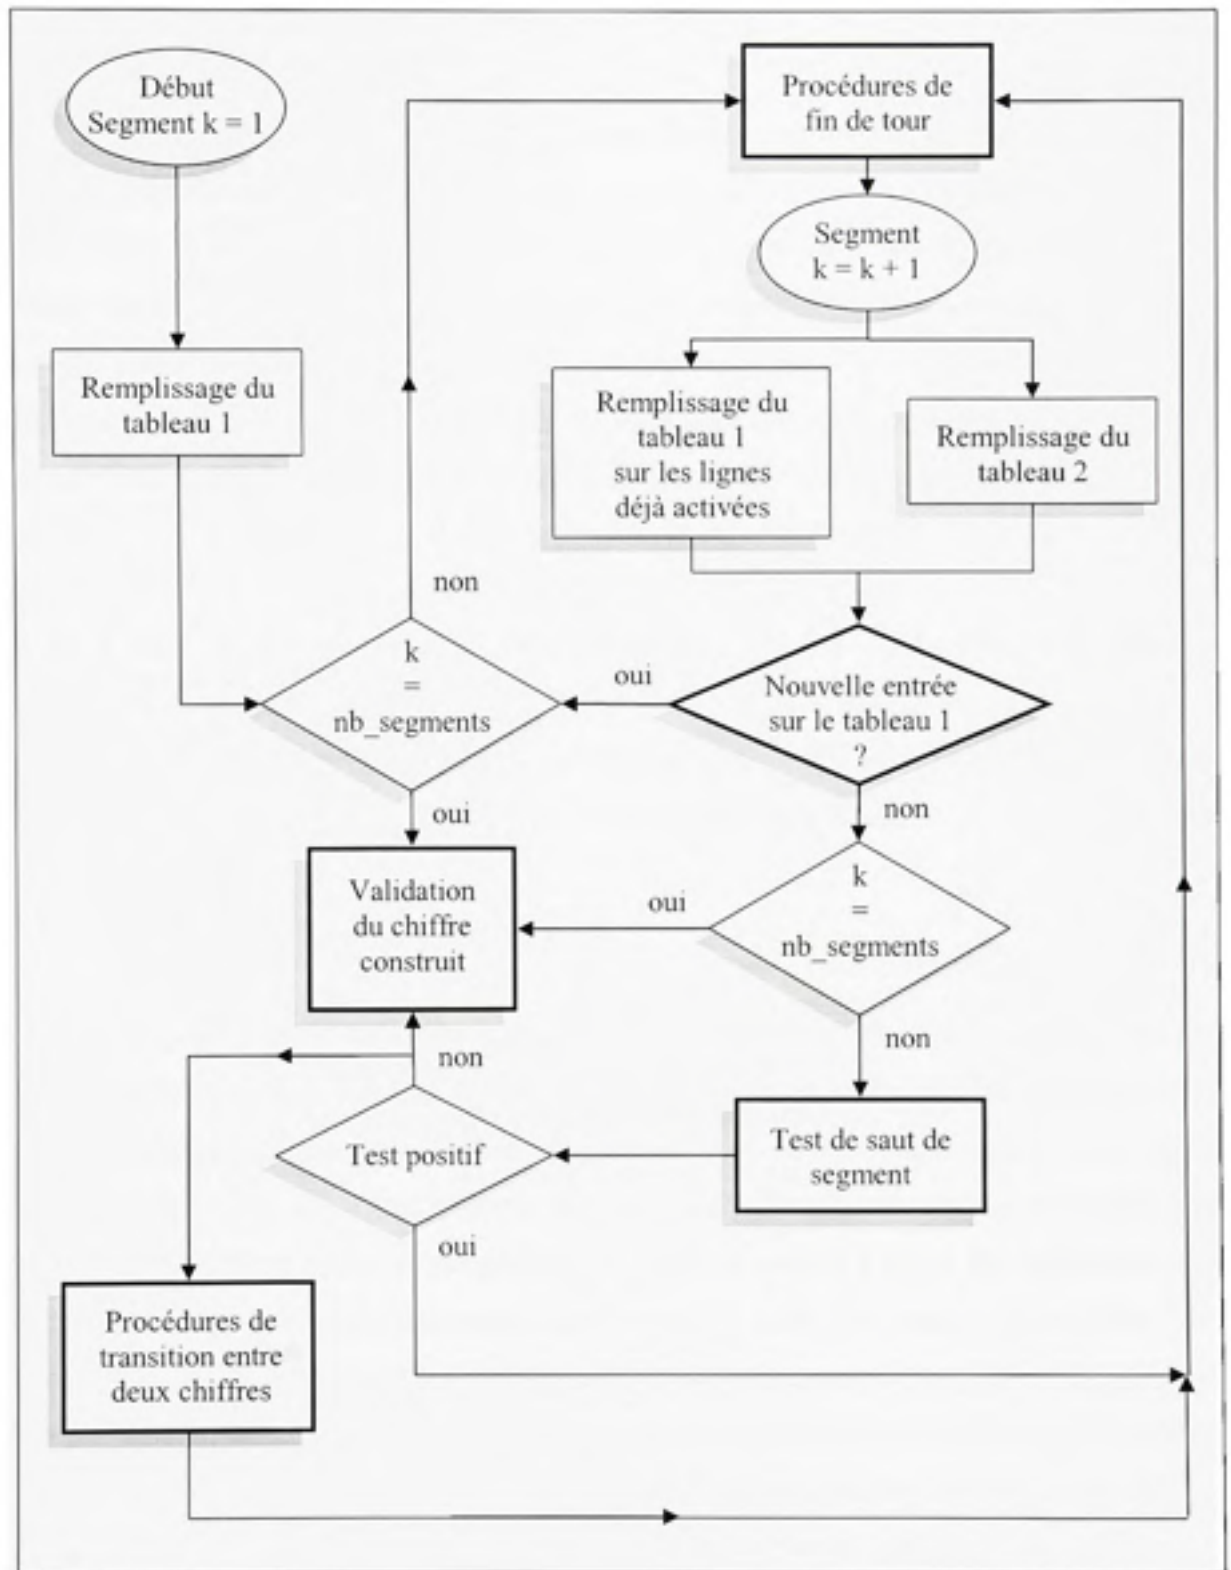 Début
Segment k = 1
Procédures de
fin de tour
Segment
k = k + 1
Remplissage du
tableau 1
Remplissage du
tableau 1
sur les lignes
déjà activées
Remplissage du
tableau 2
non
k
=
nb_segments
oui
Nouvelle entrée
sur le tableau 1
?
oui
non
Validation
du chiffre
construit
oui
k
=
nb_segments
non
non
Test positif
Test de saut de
segment
oui
Procédures de
transition entre
deux chiffres